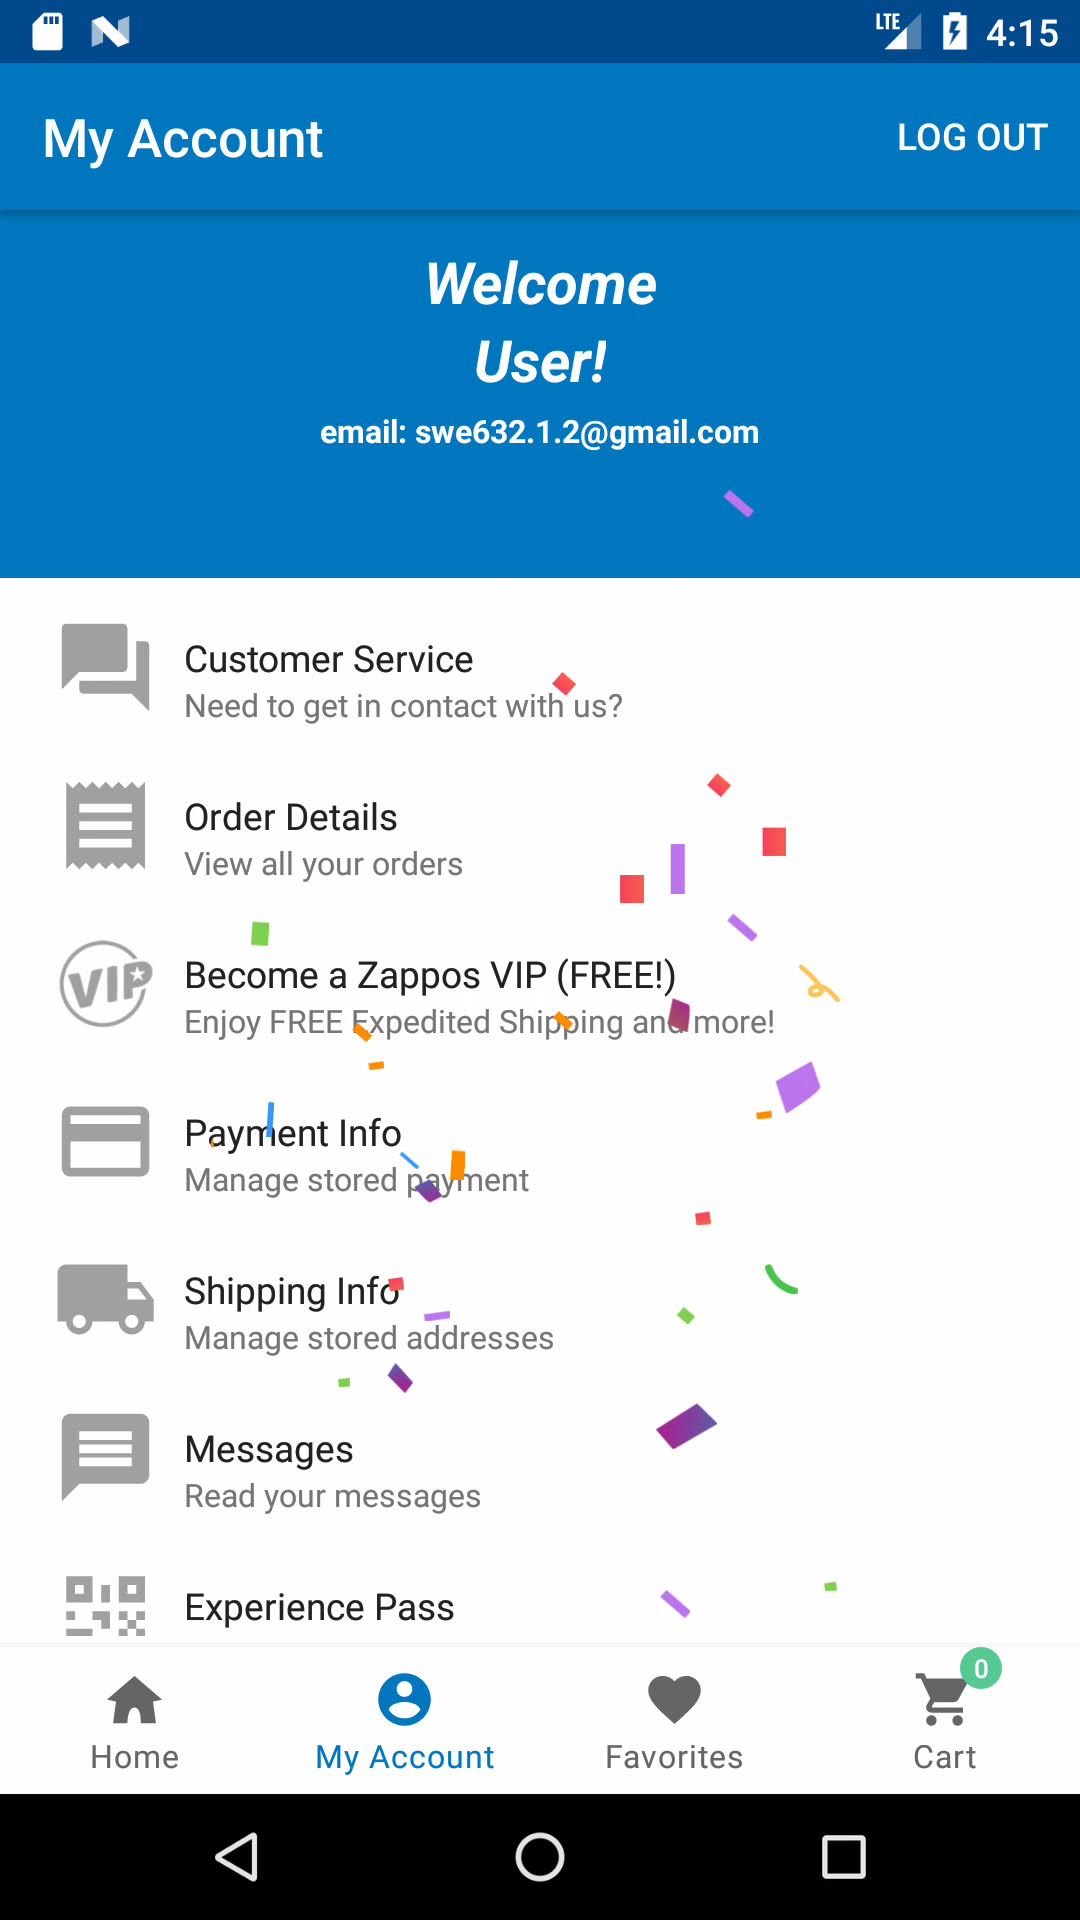 LTE 4:15
My Account LOG OUT
Welcome
User!
email: swe632.1.2@gmail.com
Customer Service
Need to get in contact with us?
Order Details
View all your orders
VIP
Become a Zappos VIP (FREE!)
Enjoy FREE Expedited Shipping and more!
Payment Info
Manage stored payment
Shipping Info
Manage stored addresses
Messages
Read your messages
Experience Pass
0
Home My Account Favorites Cart